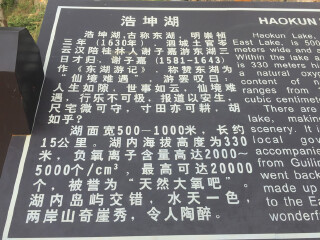 浩坤湖
HAOKUN
浩坤湖,古称东湖,明崇祯
三年(1630年),泗城土官岑
云汉陪桂林人谢子嘉游东湖三
日才归,谢子嘉(1581-1643)
作《东湖游记》,称赞东湖为
仙境湖遇,游乐叹曰:
人生如隙,世事如云,仙境难
遇,行乐不可极,报道以安生,
尺宅微可守,寸田亦可耕,胡
如乎?
湖面宽500—1000米,长约
15公里。湖内海拔高度为330
米,负氧离子含量高达2000~
5000个/cm³,最高可达20000
个,被誉为“天然大氧吧”。
湖内岛屿交错,水天一色,
两岸山奇崖秀,令人陶醉。
Haokun Lake,
East Lake, is 500
meters wide and
Within the lake a
is 330 meters hi
a natural oxy
content of n
ranges from
cubic centimeter
There are
lake, making
scenery. It i
local gov
accompanie
from Guilin
went back
made up
to the Ea
wonderf